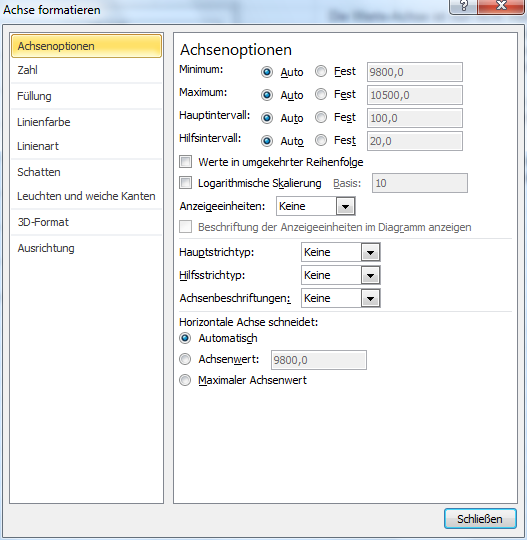 Achse formatieren
Achsenoptionen
Zahl
Füllung
Linienfarbe
Linienart
Schatten
Leuchten und weiche Kanten
3D-Format
Ausrichtung
Achsenoptionen
Minimum: Auto Fest 9800,0
Maximum: Auto Fest 10500,0
Hauptintervall: Auto Fest 100,0
Hilfsintervall: Auto Fest 20,0
Werte in umgekehrter Reihenfolge
Logarithmische Skalierung Basis: 10
Anzeigeeinheiten: Keine
Beschriftung der Anzeigeeinheiten im Diagramm anzeigen
Hauptstrichtyp: Keine
Hilfsstrichtyp: Keine
Achsenbeschriftungen: Keine
Horizontale Achse schneidet:
Automatisch
Achsenwert: 9800,0
Maximaler Achsenwert
Schließen